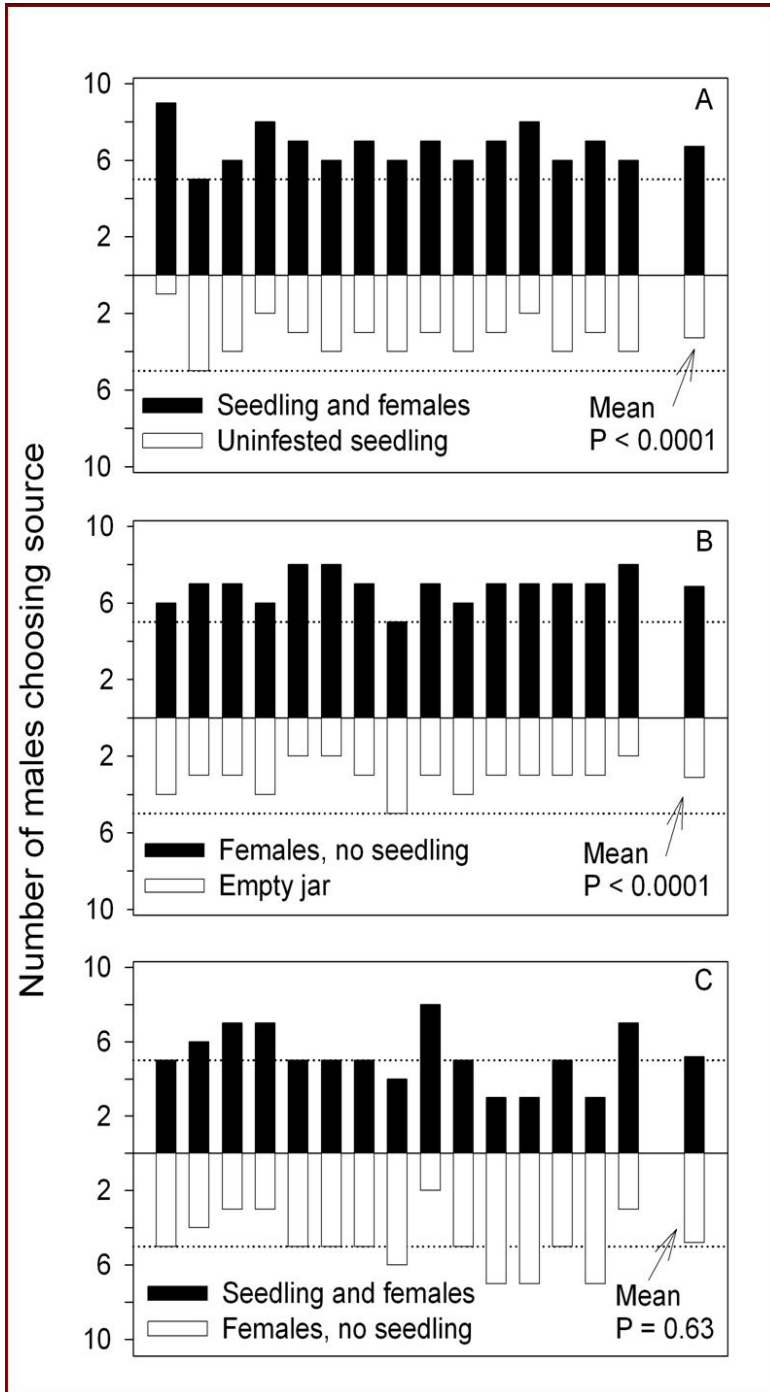 Number of males choosing source
10
A
6
2
2
6
10
Seedling and females
Uninfested seedling
Mean
P < 0.0001
10
B
6
2
2
6
10
Females, no seedling
Empty jar
Mean
P < 0.0001
10
C
6
2
2
6
10
Seedling and females
Females, no seedling
Mean
P = 0.63